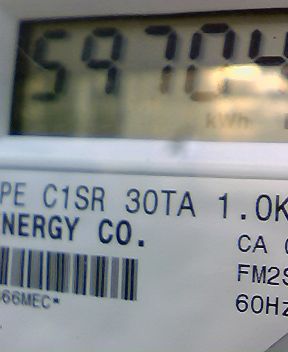 59704
kWh
PE C1SR 30TA 1.0K
NERGY CO.
CA
FM2S
66MEC*
60Hz